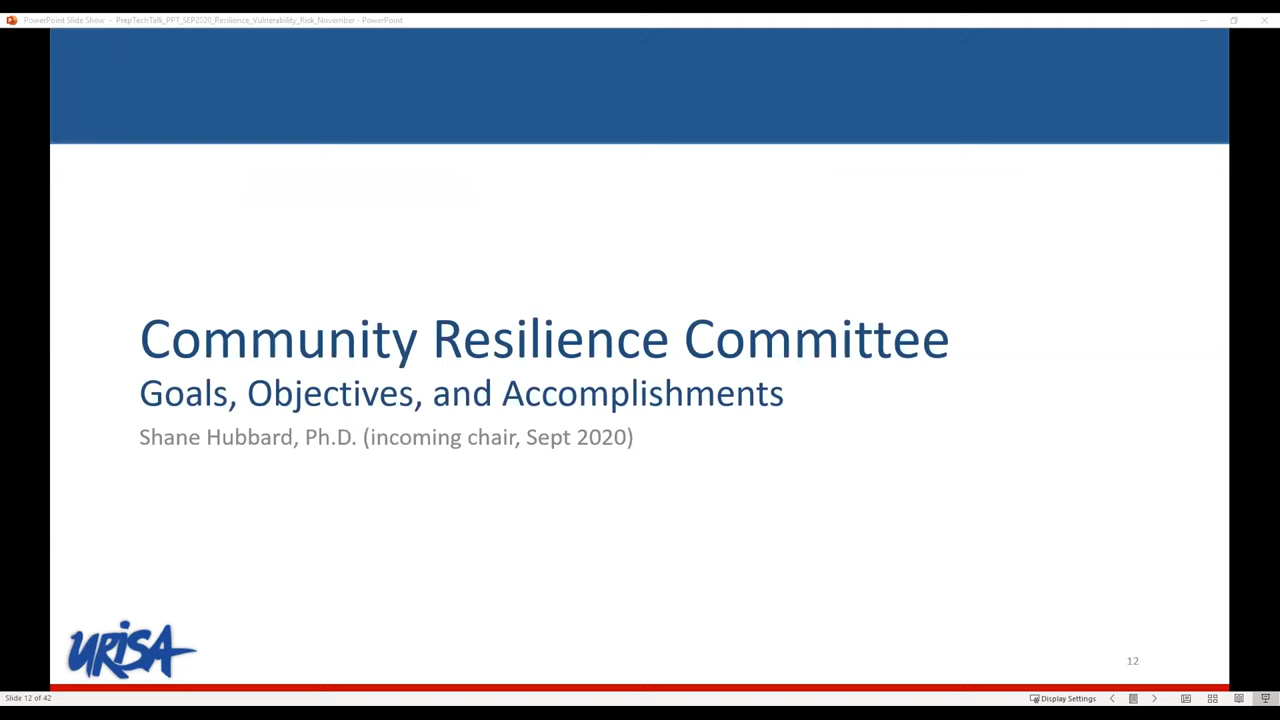 PowerPoint Slide Show - PrepTechTalk_PPT_SEP2020_Resilience_Vulnerability_Risk_November - PowerPoint
Community Resilience Committee
Goals, Objectives, and Accomplishments
Shane Hubbard, Ph.D. (incoming chair, Sept 2020)
URISA
12
Slide 12 of 42
Display Settings